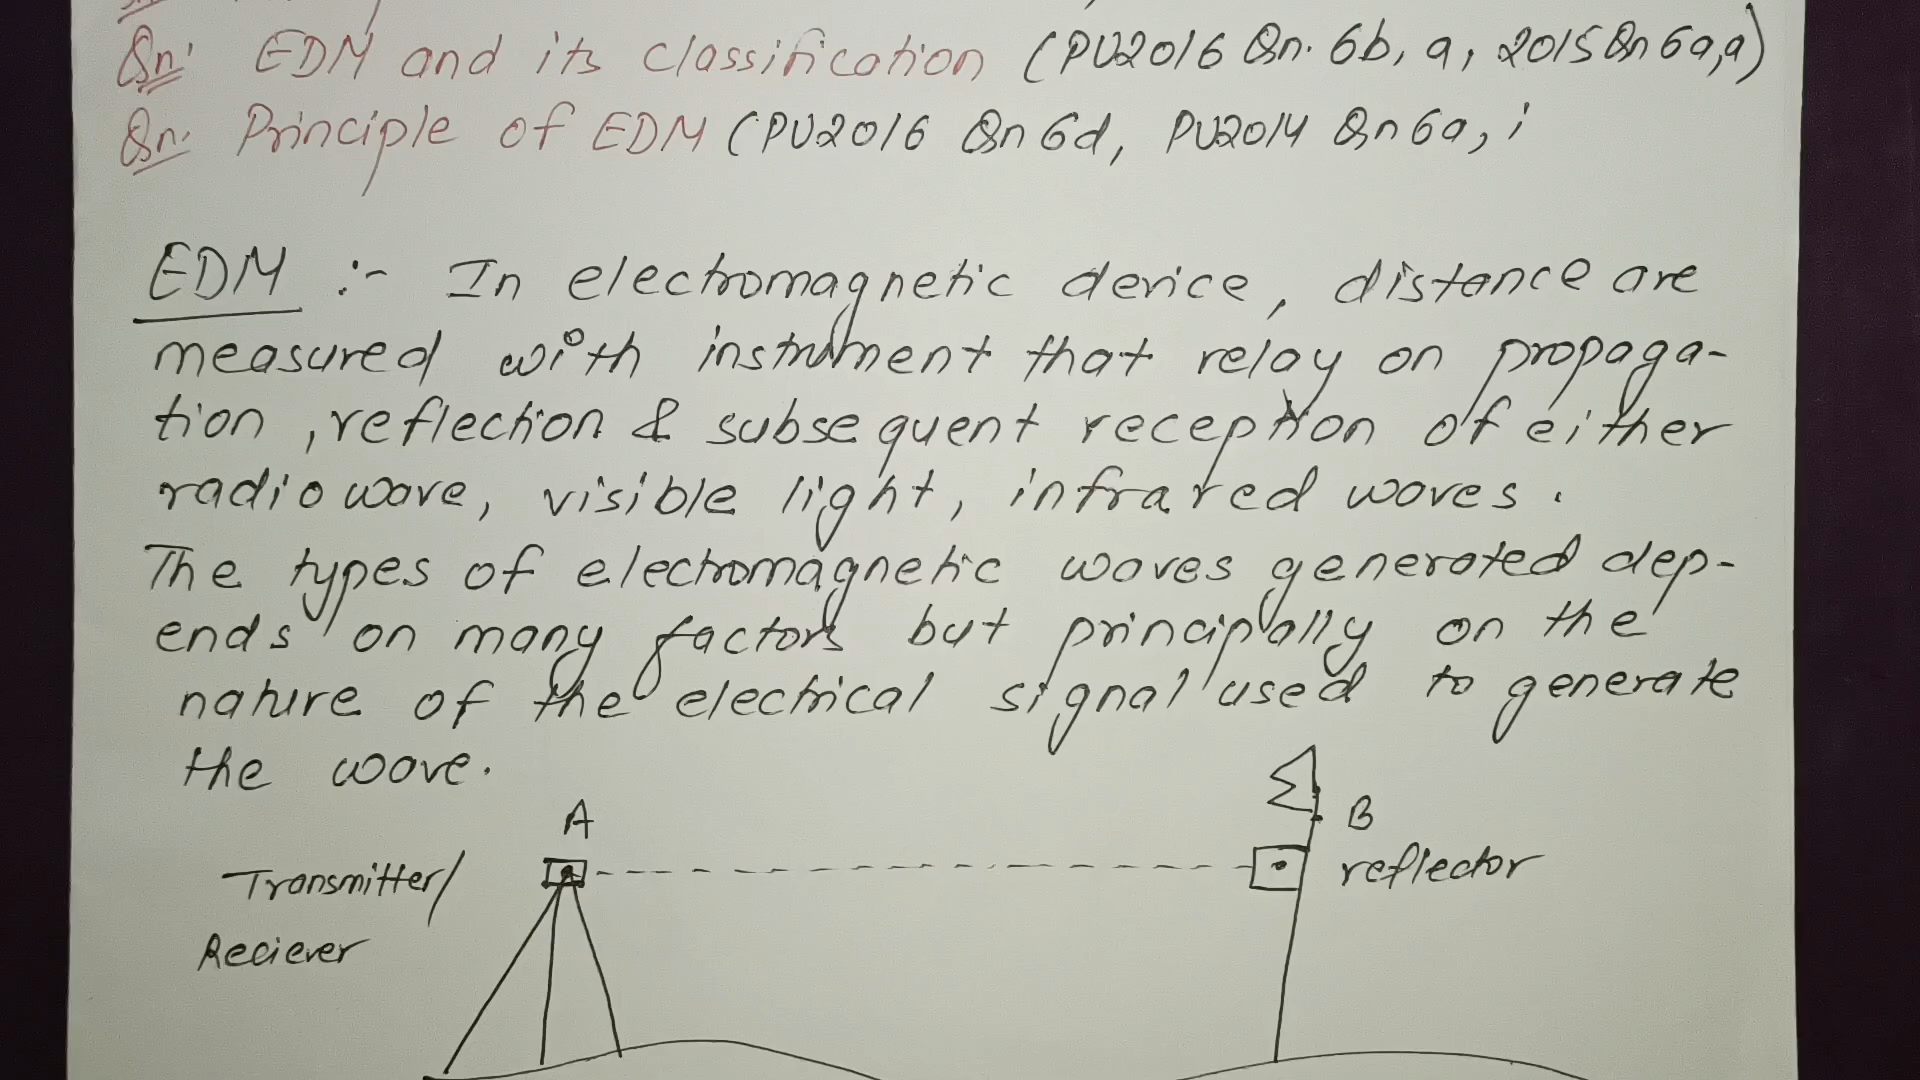 Qn: EDM and its classification (PU2016 Qn. 6b, a, 2015 Qn 6a,a)
Qn: Principle of EDM (PU2016 Qn 6d, PU2014 Qn 6a, i
EDM :- In electromagnetic device, distance are
measured with instrument that relay on propaga-
tion, reflection & subsequent reception of either
radio wave, visible light, infrared waves.
The types of electromagnetic waves generated dep-
ends on many factors but principally on the
nature of the electrical signal used to generate
the wave.
A
B
Transmitter/
reflector
Reciever